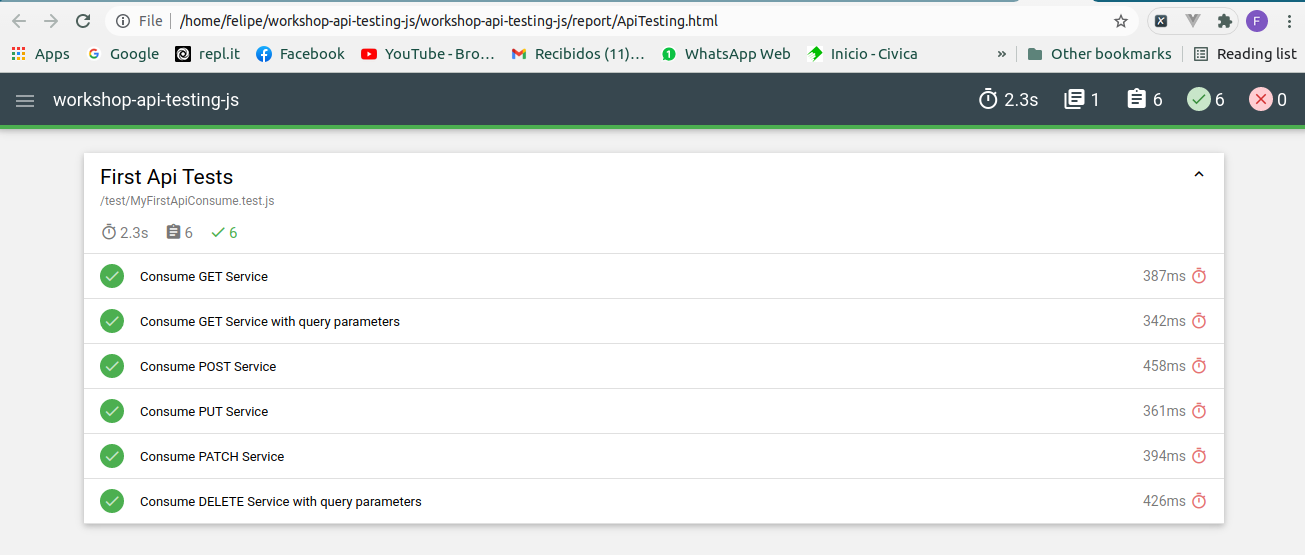 File /home/felipe/workshop-api-testing-js/workshop-api-testing-js/report/ApiTesting.html F
Apps Google repl.it Facebook YouTube - Bro... Recibidos (11)... 1 WhatsApp Web Inicio - Civica » Other bookmarks Reading list
workshop-api-testing-js 2.3s 1 6 6 0
First Api Tests
/test/MyFirstApiConsume.test.js
2.3s 6 6
Consume GET Service 387ms
Consume GET Service with query parameters 342ms
Consume POST Service 458ms
Consume PUT Service 361ms
Consume PATCH Service 394ms
Consume DELETE Service with query parameters 426ms